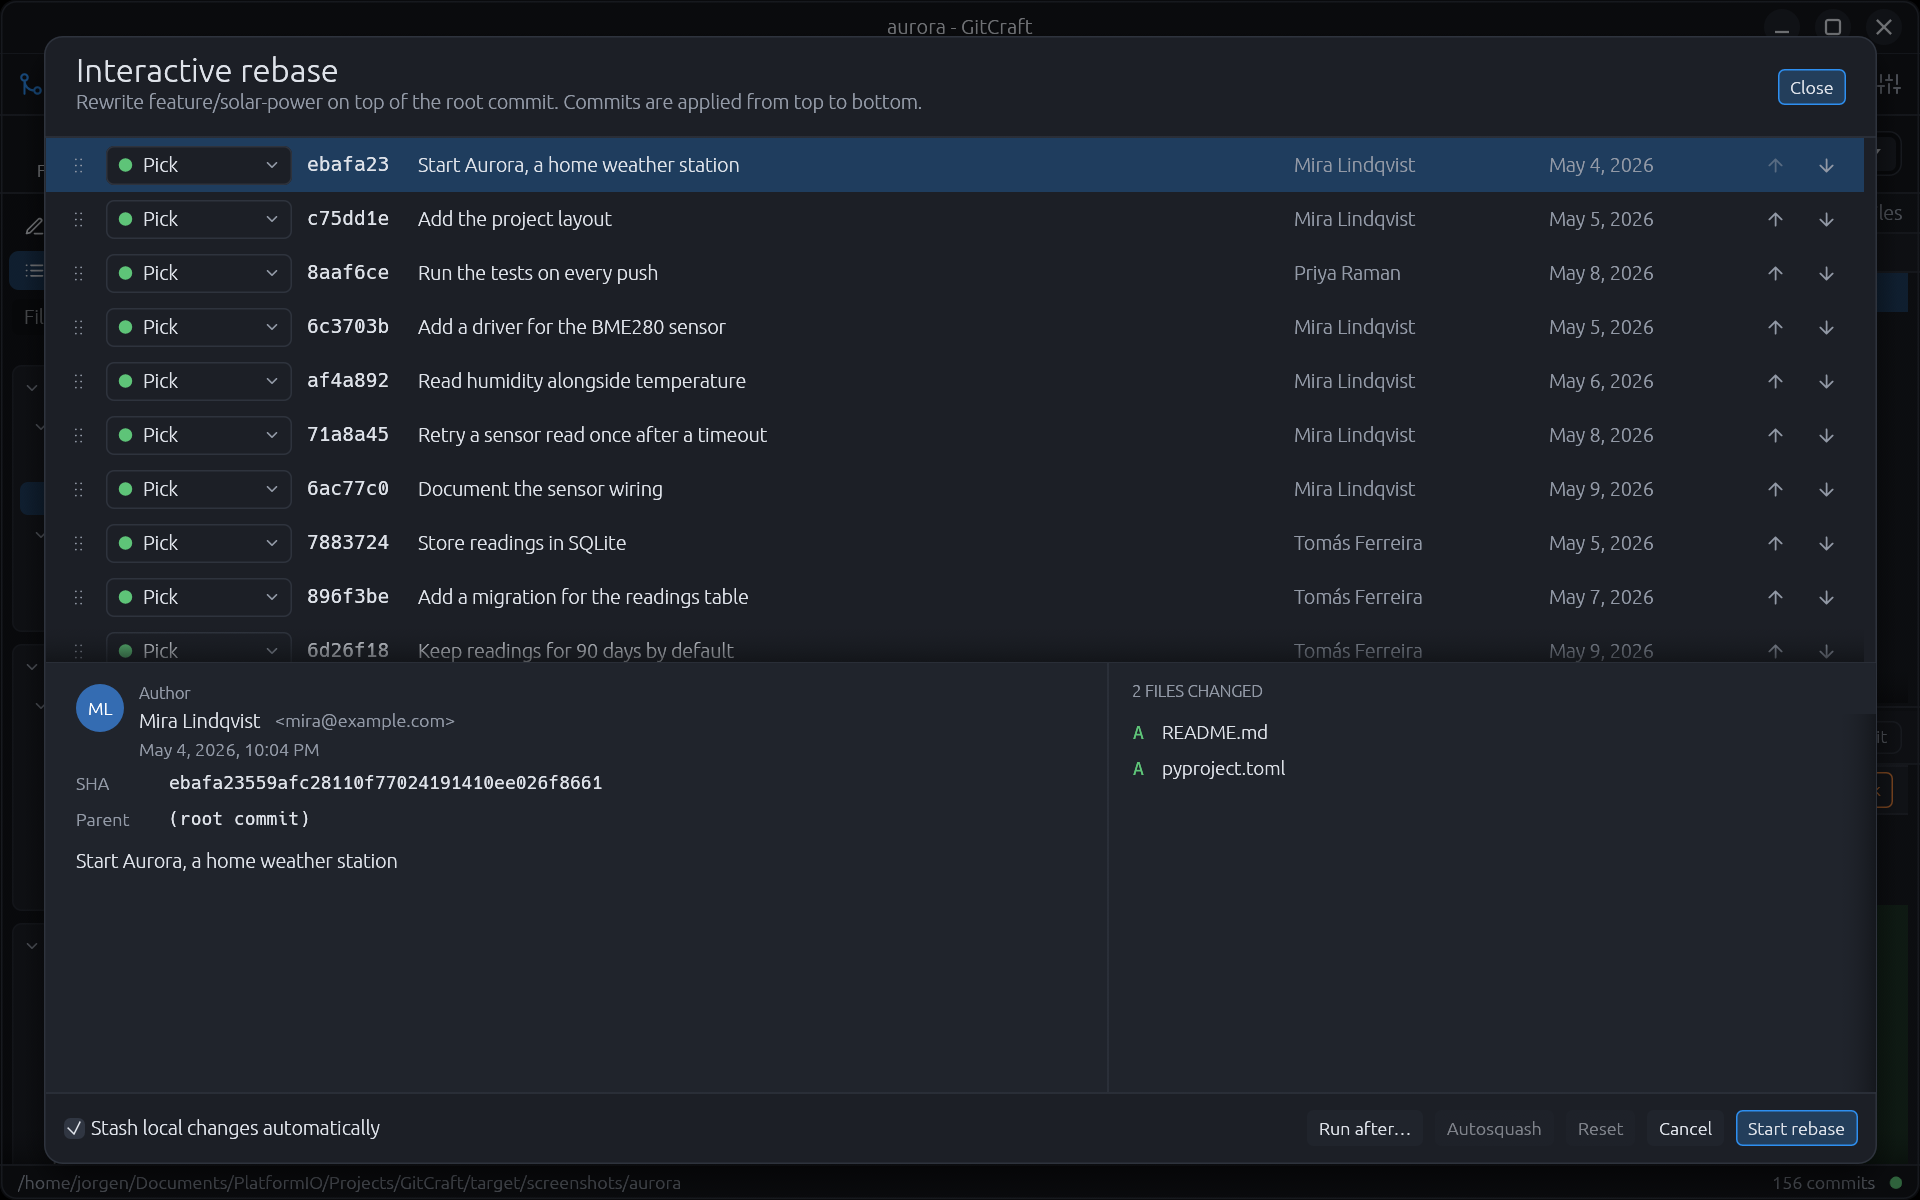 aurora - GitCraft
Interactive rebase
Rewrite feature/solar-power on top of the root commit. Commits are applied from top to bottom.
Close
Pick ebafa23 Start Aurora, a home weather station Mira Lindqvist May 4, 2026
Pick c75dd1e Add the project layout Mira Lindqvist May 5, 2026
Pick 8aaf6ce Run the tests on every push Priya Raman May 8, 2026
Pick 6c3703b Add a driver for the BME280 sensor Mira Lindqvist May 5, 2026
Pick af4a892 Read humidity alongside temperature Mira Lindqvist May 6, 2026
Pick 71a8a45 Retry a sensor read once after a timeout Mira Lindqvist May 8, 2026
Pick 6ac77c0 Document the sensor wiring Mira Lindqvist May 9, 2026
Pick 7883724 Store readings in SQLite Tomás Ferreira May 5, 2026
Pick 896f3be Add a migration for the readings table Tomás Ferreira May 7, 2026
Pick 6d26f18 Keep readings for 90 days by default Tomás Ferreira May 9, 2026
ML
Author
Mira Lindqvist <mira@example.com>
May 4, 2026, 10:04 PM
SHA ebafa23559afc28110f77024191410ee026f8661
Parent (root commit)
Start Aurora, a home weather station
2 FILES CHANGED
A README.md
A pyproject.toml
Stash local changes automatically
Run after…
Autosquash
Reset
Cancel
Start rebase
/home/jorgen/Documents/PlatformIO/Projects/GitCraft/target/screenshots/aurora
156 commits